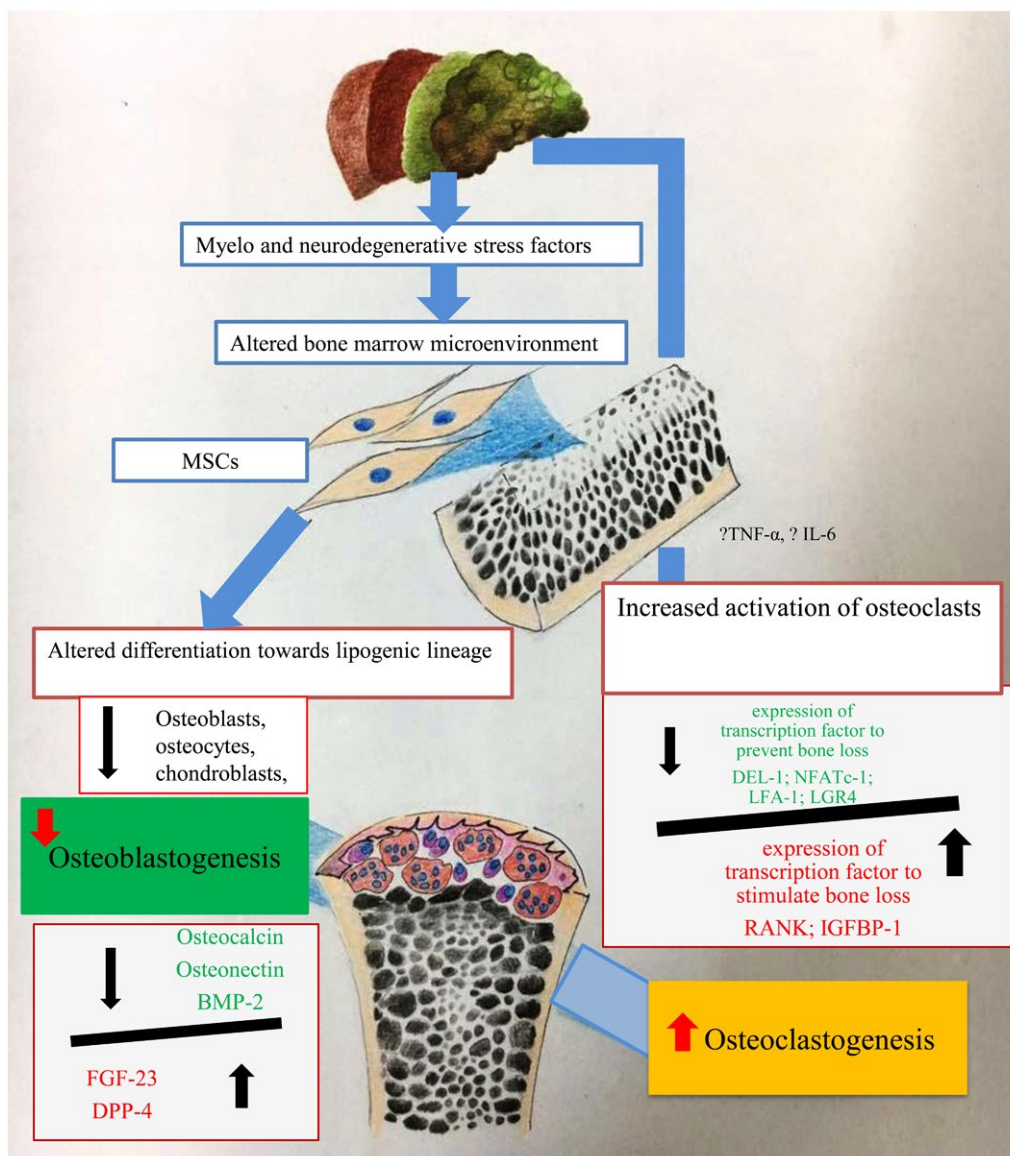 Myelo and neurodegenerative stress factors
Altered bone marrow microenvironment
MSCs
?TNF-α, ? IL-6
Increased activation of osteoclasts
Altered differentiation towards lipogenic lineage
Osteoblasts,
osteocytes,
chondroblasts,
Osteoblastogenesis
Osteocalcin
Osteonectin
BMP-2
FGF-23
DPP-4
expression of
transcription factor to
prevent bone loss
DEL-1; NFATc-1;
LFA-1; LGR4
expression of
transcription factor to
stimulate bone loss
RANK; IGFBP-1
Osteoclastogenesis